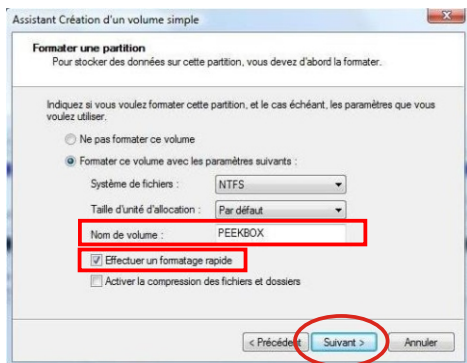 Assistant Création d'un volume simple
Formater une partition
Pour stocker des données sur cette partition, vous devez d'abord la formater.
Indiquez si vous voulez formater cette partition, et le cas échéant, les paramètres que vous
voulez utiliser.
Ne pas formater ce volume
Formater ce volume avec les paramètres suivants :
Système de fichiers : NTFS
Taille d'unité d'allocation : Par défaut
Nom de volume : PEEKBOX
Effectuer un formatage rapide
Activer la compression des fichiers et dossiers
< Précédent Suivant > Annuler